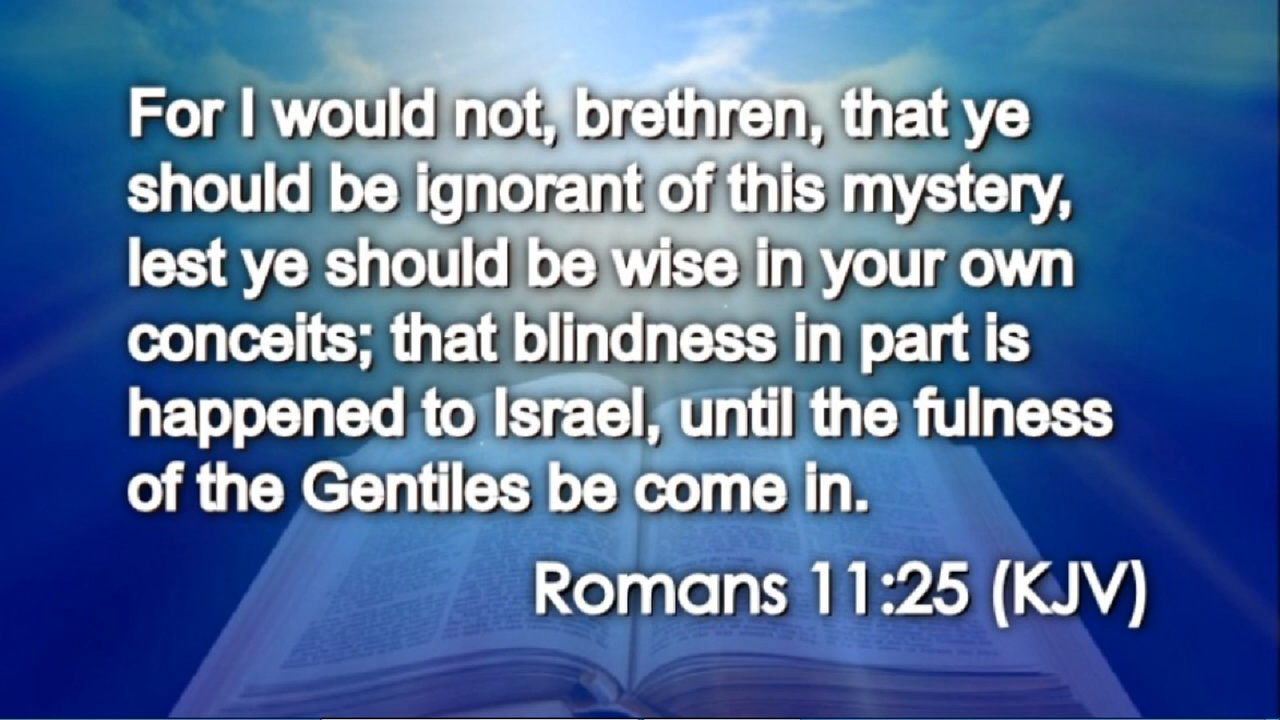 For I would not, brethren, that ye
should be ignorant of this mystery,
lest ye should be wise in your own
conceits; that blindness in part is
happened to Israel, until the fulness
of the Gentiles be come in.
Romans 11:25 (KJV)